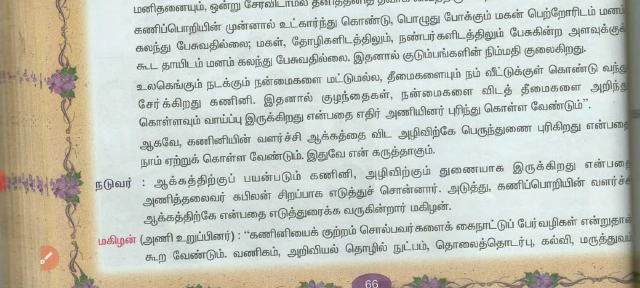 மனிதனையும், ஒன்று சேரவிடாமல்
கணிப்பொறியின் முன்னால் உட்கார்ந்து கொண்டு, பொழுது போக்கும் மகன் பெற்றோரிடம் மனம்
கலந்து பேசுவதில்லை; மகள், தோழிகளிடத்திலும், நண்பர்களிடத்திலும் பேசுகின்ற அளவுக்குக்
கூட தாயிடம் மனம் கலந்து பேசுவதில்லை. இதனால் குடும்பங்களின் நிம்மதி குலைகிறது.
உலகெங்கும் நடக்கும் நன்மைகளை மட்டுமல்ல, தீமைகளையும் நம் வீட்டுக்குள் கொண்டு வந்து
சேர்க்கிறது கணினி. இதனால் குழந்தைகள், நன்மைகளை விடத் தீமைகளை அறிந்து
கொள்ளவும் வாய்ப்பு இருக்கிறது என்பதை எதிர் அணியினர் புரிந்து கொள்ள வேண்டும்".
ஆகவே, கணினியின் வளர்ச்சி ஆக்கத்தை விட அழிவிற்கே பெருந்துணை புரிகிறது என்பதை
நாம் ஏற்றுக் கொள்ள வேண்டும். இதுவே என் கருத்தாகும்.
நடுவர் : ஆக்கத்திற்குப் பயன்படும் கணினி, அழிவிற்கும் துணையாக இருக்கிறது என்பதை
அணித்தலைவர் கபிலன் சிறப்பாக எடுத்துச் சொன்னார். அடுத்து, கணிப்பொறியின் வளர்ச்சி
ஆக்கத்திற்கே என்பதை எடுத்துரைக்க வருகின்றார் மகிழன்.
மகிழன் (அணி உறுப்பினர்) : "கணினியைக் குற்றம் சொல்பவர்களைக் கைநாட்டுப் பேர்வழிகள் என்றுதான்
கூற வேண்டும். வணிகம், அறிவியல் தொழில் நுட்பம், தொலைத்தொடர்பு, கல்வி, மருத்துவம்
66